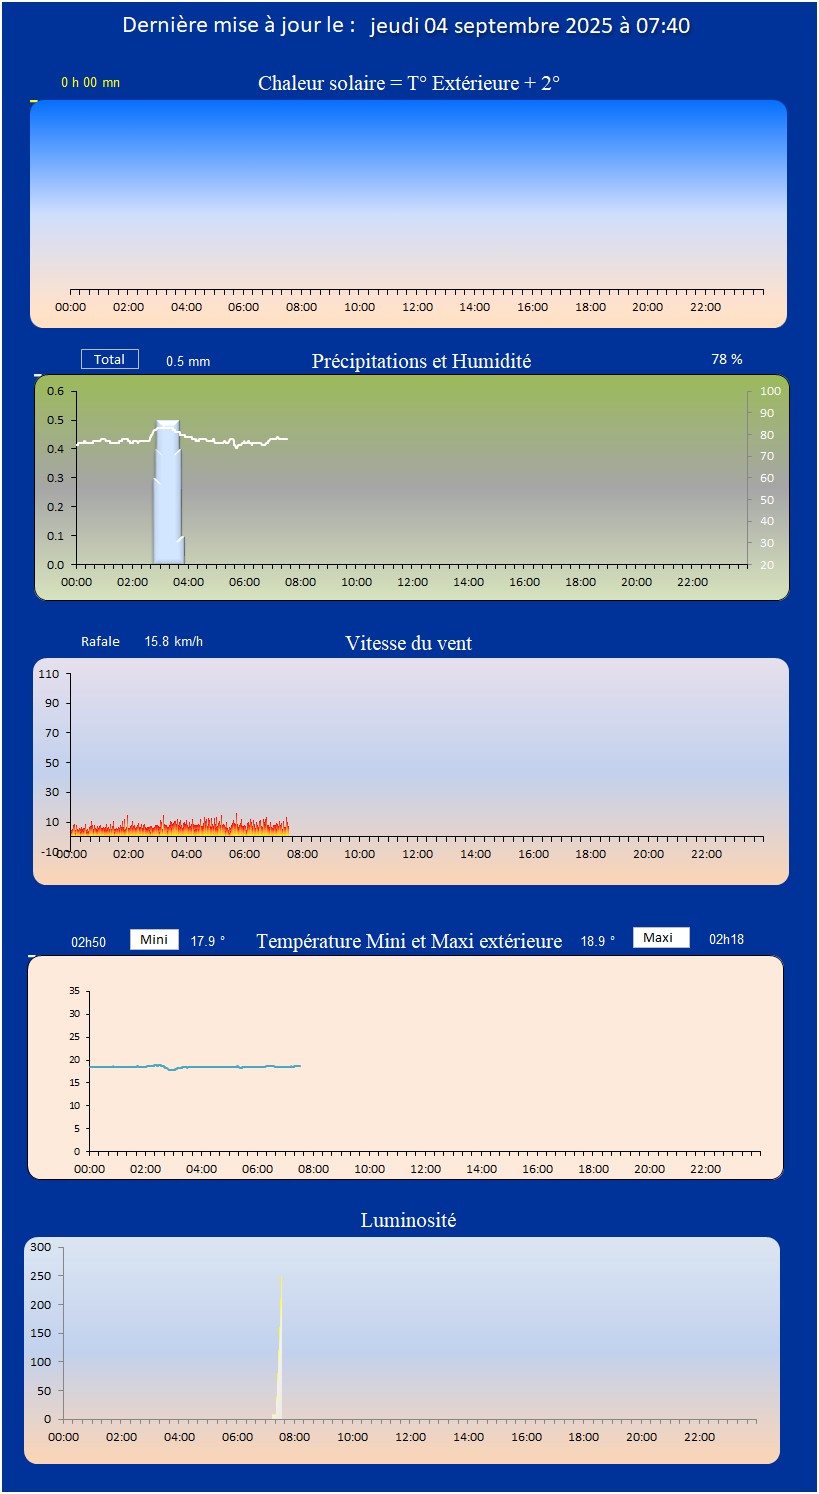 Dernière mise à jour le : jeudi 04 septembre 2025 à 07:40
0 h 00 mn Chaleur solaire = T° Extérieure + 2°
00:00 02:00 04:00 06:00 08:00 10:00 12:00 14:00 16:00 18:00 20:00 22:00
Total 0.5 mm Précipitations et Humidité 78 %
0.6 100
0.5 90
0.4 80
0.3 70
0.2 60
0.1 50
0.0 40
30
20
00:00 02:00 04:00 06:00 08:00 10:00 12:00 14:00 16:00 18:00 20:00 22:00
Rafale 15.8 km/h Vitesse du vent
110
90
70
50
30
10
-10
00:00 02:00 04:00 06:00 08:00 10:00 12:00 14:00 16:00 18:00 20:00 22:00
02h50 Mini 17.9 ° Température Mini et Maxi extérieure 18.9 ° Maxi 02h18
35
30
25
20
15
10
5
0
00:00 02:00 04:00 06:00 08:00 10:00 12:00 14:00 16:00 18:00 20:00 22:00
Luminosité
300
250
200
150
100
50
0
00:00 02:00 04:00 06:00 08:00 10:00 12:00 14:00 16:00 18:00 20:00 22:00